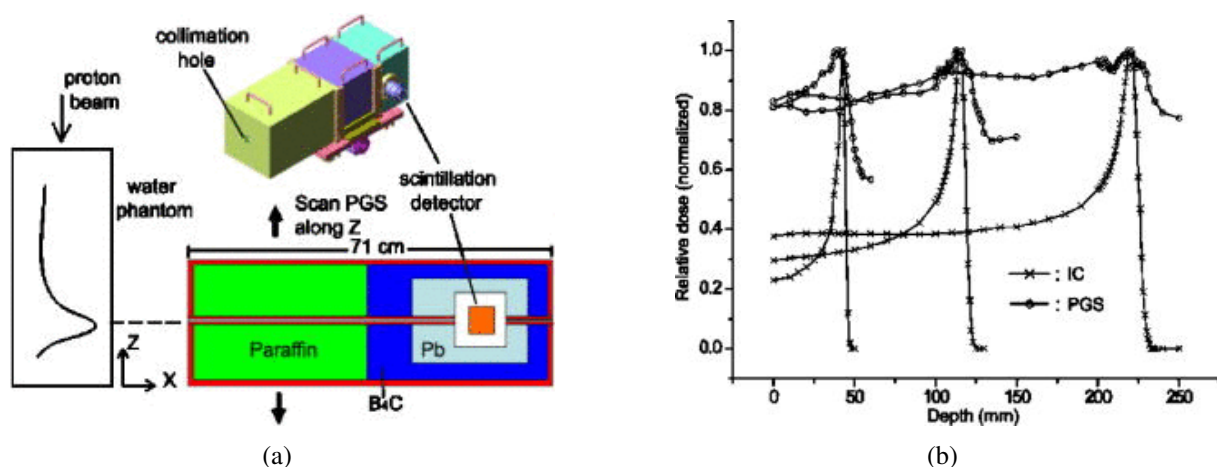 collimation
hole
proton
beam
water
phantom
scintillation
detector
Scan PGS
along Z
71 cm
Paraffin
Pb
B₄C
Z
X
(a)
Relative dose (normalized)
1.0
0.8
0.6
0.4
0.2
0.0
: IC
: PGS
0 50 100 150 200 250
Depth (mm)
(b)